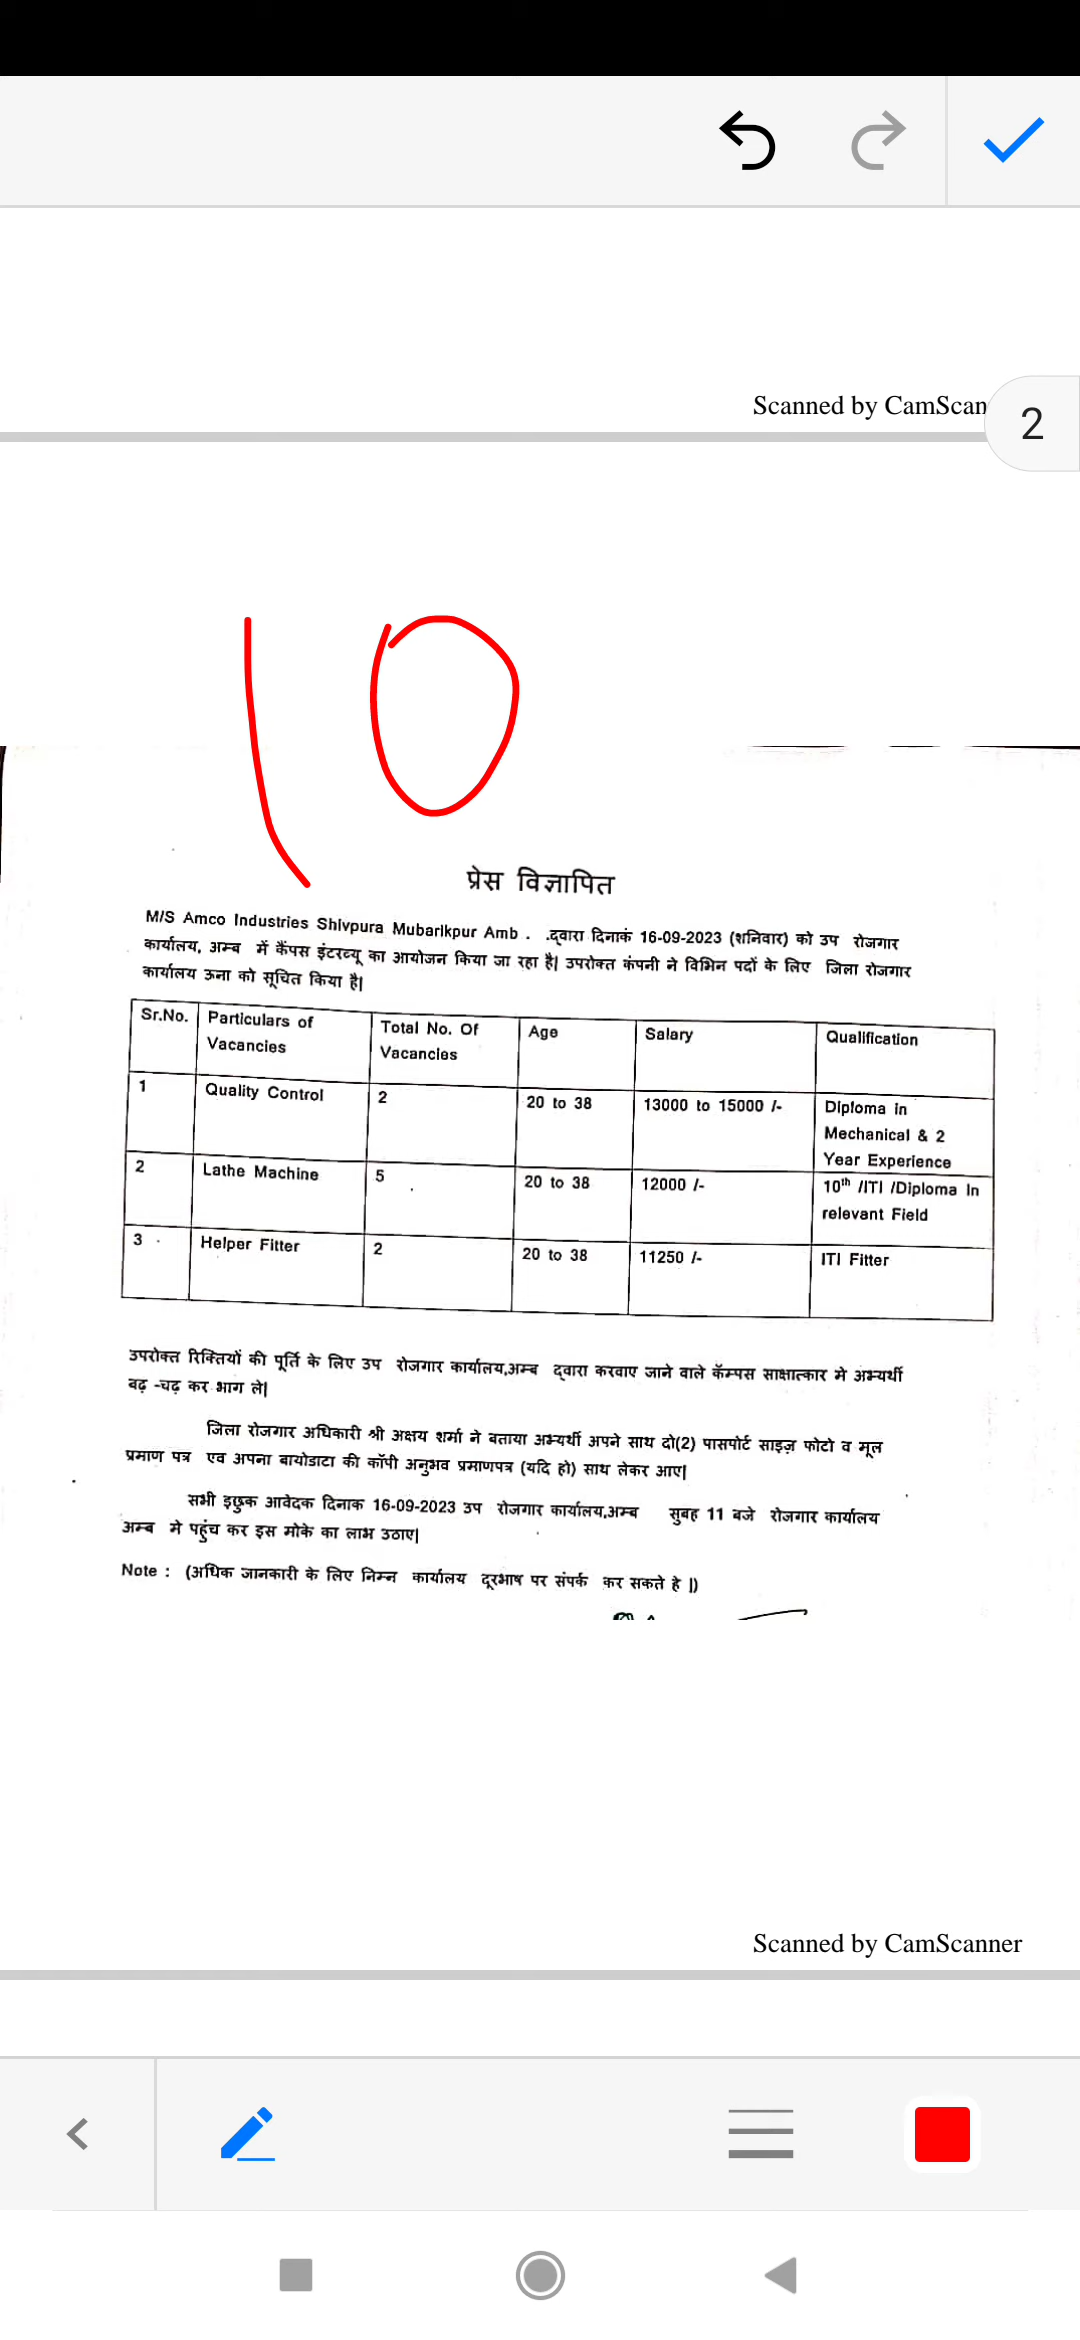 Scanned by CamScan
2
10
प्रेस विज्ञापित
M/S Amco Industries Shivpura Mubarikpur Amb . .द्वारा दिनाकं 16-09-2023 (शनिवार) को उप रोजगार
कार्यालय, अम्ब में कैंपस इंटरव्यू का आयोजन किया जा रहा है| उपरोक्त कंपनी ने विभिन पदों के लिए जिला रोजगार
कार्यालय ऊना को सूचित किया है|
Sr.No. Particulars of Vacancies Total No. Of Vacancies Age Salary Qualification
1 Quality Control 2 20 to 38 13000 to 15000 /- Diploma in Mechanical & 2 Year Experience
2 Lathe Machine 5 20 to 38 12000 /- 10th /ITI /Diploma In relevant Field
3 Helper Fitter 2 20 to 38 11250 /- ITI Fitter
उपरोक्त रिक्तियों की पूर्ति के लिए उप रोजगार कार्यालय,अम्ब द्वारा करवाए जाने वाले कॅम्पस साक्षात्कार मे अभ्यर्थी
बढ़ -चढ़ कर भाग ले|
जिला रोजगार अधिकारी श्री अक्षय शर्मा ने बताया अभ्यर्थी अपने साथ दो(2) पासपोर्ट साइज़ फोटो व मूल
प्रमाण पत्र एव अपना बायोडाटा की कॉपी अनुभव प्रमाणपत्र (यदि हो) साथ लेकर आए|
सभी इछुक आवेदक दिनाक 16-09-2023 उप रोजगार कार्यालय,अम्ब सुबह 11 बजे रोजगार कार्यालय
अम्ब मे पहुंच कर इस मोके का लाभ उठाए|
Note : (अधिक जानकारी के लिए निम्न कार्यालय दूरभाष पर संपर्क कर सकते हे |)
Scanned by CamScanner